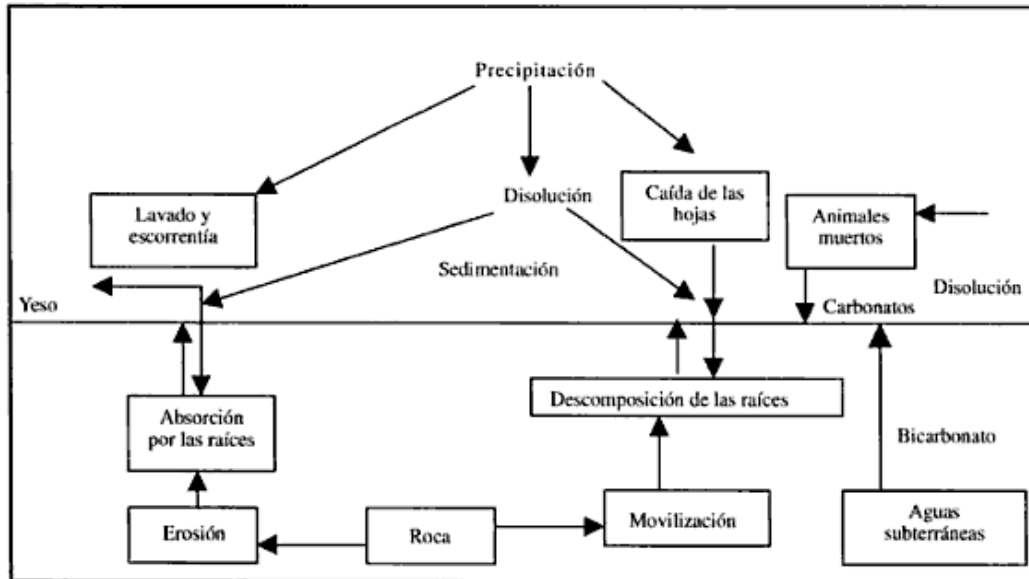 Precipitación
Lavado y
escorrentía
Disolución
Caída de las
hojas
Animales
muertos
Sedimentación
Disolución
Yeso
Carbonatos
Absorción
por las raíces
Descomposición de las raíces
Bicarbonato
Erosión
Roca
Movilización
Aguas
subterráneas